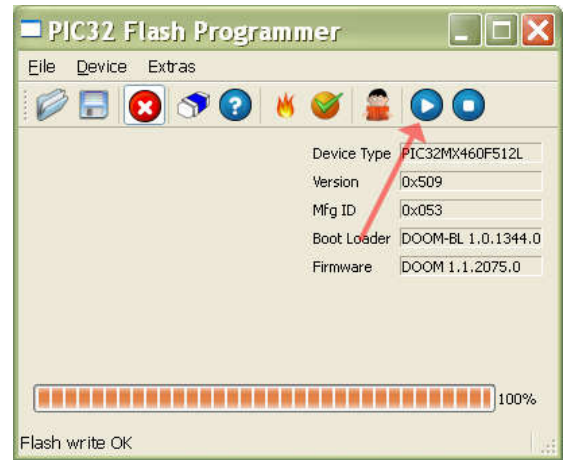 PIC32 Flash Programmer
File Device Extras
Device Type PIC32MX460F512L
Version 0x509
Mfg ID 0x053
Boot Loader DOOM-BL 1.0.1344.0
Firmware DOOM 1.1.2075.0
100%
Flash write OK